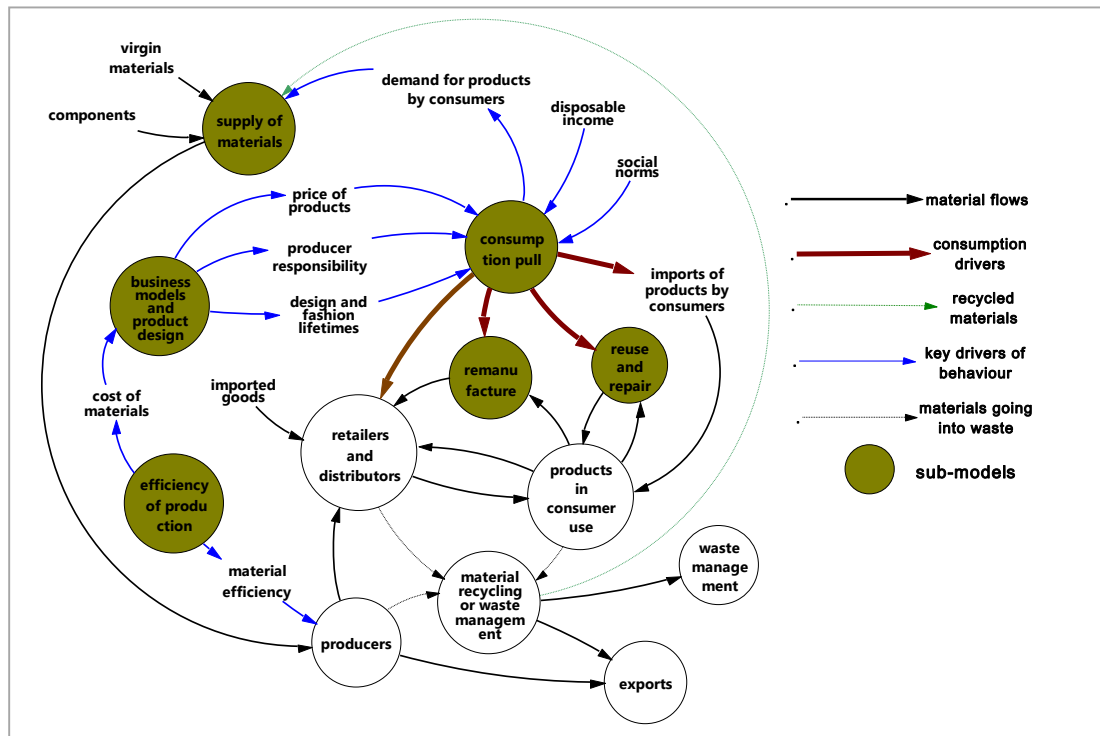 virgin
materials
components
supply of
materials
demand for products
by consumers
disposable
income
social
norms
price of
products
producer
responsibility
design and
fashion
lifetimes
consump
tion pull
business
models
and
product
design
imports of
products by
consumers
remanu
facture
reuse
and
repair
cost of
materials
imported
goods
retailers
and
distributors
products
in
consumer
use
efficiency
of produ
ction
material
efficiency
producers
material
recycling
or waste
managem
ent
waste
manage
ment
exports
material flows
consumption
drivers
recycled
materials
key drivers of
behaviour
materials going
into waste
sub-models